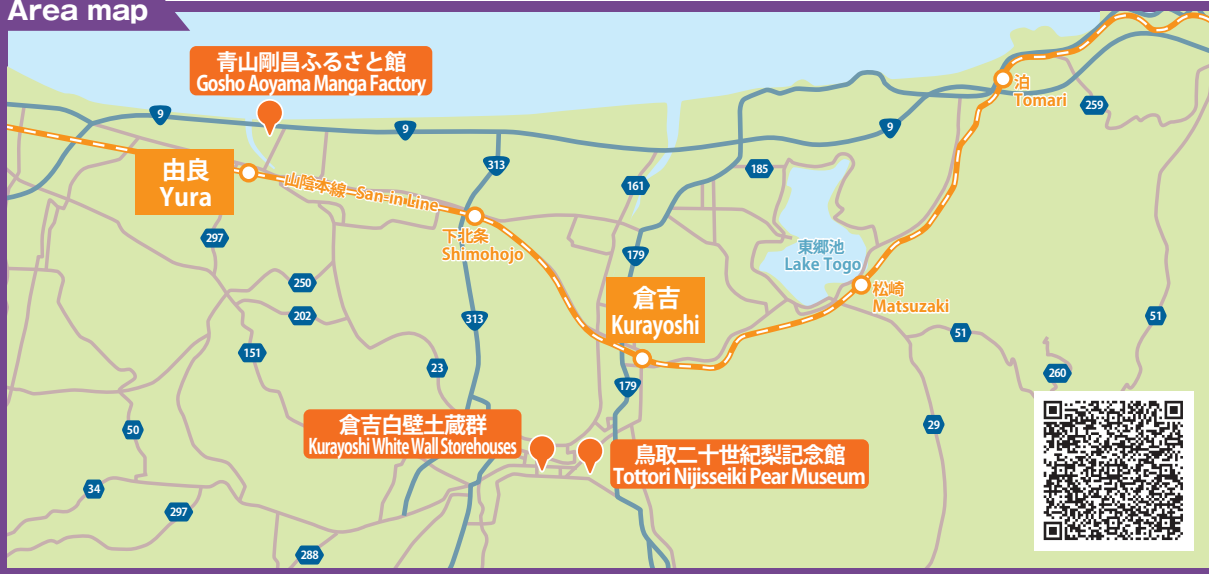 Area map
青山剛昌ふるさと館
Gosho Aoyama Manga Factory
泊
Tomari
259
9
9
9
由良
Yura
山陰本線 San-in Line
313
161
185
下北条
Shimohojo
297
179
東郷池
Lake Togo
250
倉吉
Kurayoshi
松崎
Matsuzaki
202
313
51
51
151
23
179
260
倉吉白壁土蔵群
Kurayoshi White Wall Storehouses
50
29
鳥取二十世紀梨記念館
Tottori Nijisseiki Pear Museum
34
297
288